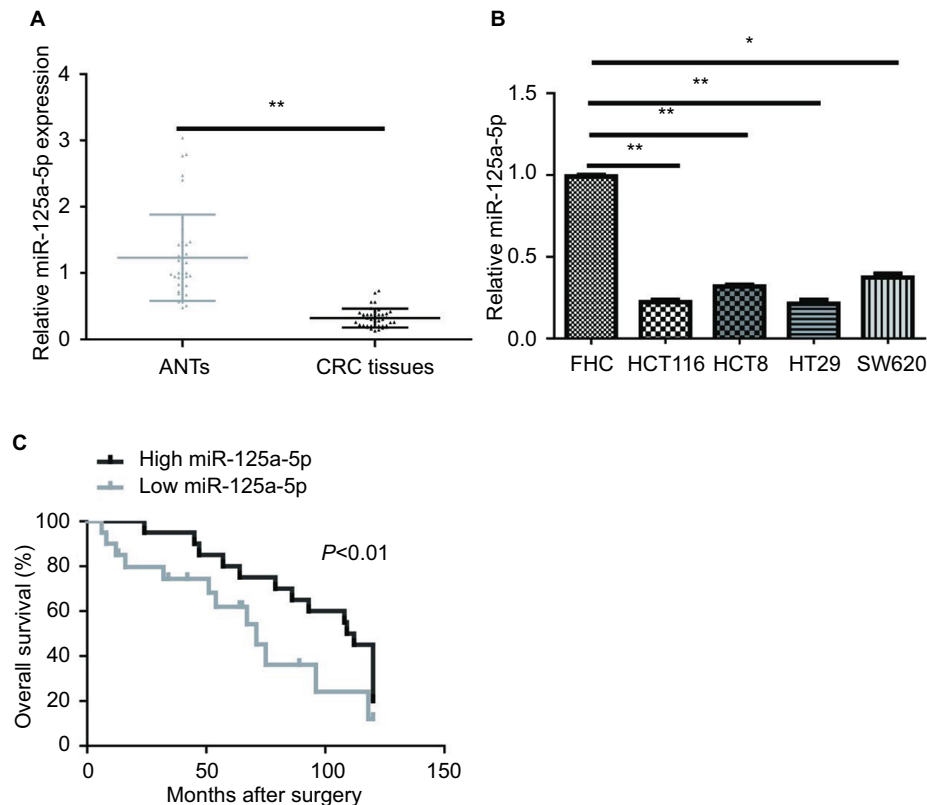 A
Relative miR-125a-5p expression
4
3
2
1
0
**
ANTs
CRC tissues
B
Relative miR-125a-5p
1.5
1.0
0.5
0.0
*
**
**
**
FHC HCT116 HCT8 HT29 SW620
C
High miR-125a-5p
Low miR-125a-5p
Overall survival (%)
100
80
60
40
20
0
P<0.01
0 50 100 150
Months after surgery